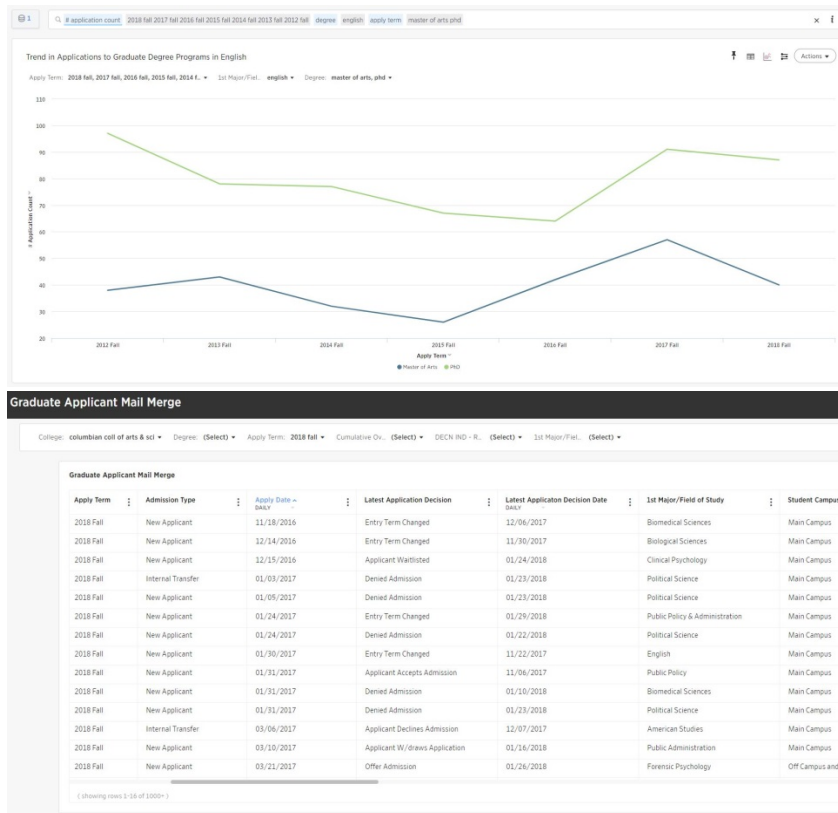 1
# application count 2018 fall 2017 fall 2016 fall 2015 fall 2014 fall 2013 fall 2012 fall degree english apply term master of arts phd
Trend in Applications to Graduate Degree Programs in English
Actions
Apply Term: 2018 fall, 2017 fall, 2016 fall, 2015 fall, 2014 f.. 1st Major/Fiel.. english Degree: master of arts, phd
110
100
90
80
70
60
50
40
30
20
# Application Count
2012 Fall 2013 Fall 2014 Fall 2015 Fall 2016 Fall 2017 Fall 2018 Fall
Apply Term
Master of Arts PhD
Graduate Applicant Mail Merge
College: columbian coll of arts & sci Degree: (Select) Apply Term: 2018 fall Cumulative Ov.. (Select) DECN IND - R.. (Select) 1st Major/Fiel.. (Select)
Graduate Applicant Mail Merge
Apply Term Admission Type Apply Date Latest Application Decision Latest Applicaton Decision Date 1st Major/Field of Study Student Campus
DAILY DAILY
2018 Fall New Applicant 11/18/2016 Entry Term Changed 12/06/2017 Biomedical Sciences Main Campus
2018 Fall New Applicant 12/14/2016 Entry Term Changed 11/30/2017 Biological Sciences Main Campus
2018 Fall New Applicant 12/15/2016 Applicant Waitlisted 01/24/2018 Clinical Psychology Main Campus
2018 Fall Internal Transfer 01/03/2017 Denied Admission 01/23/2018 Political Science Main Campus
2018 Fall New Applicant 01/05/2017 Denied Admission 01/23/2018 Political Science Main Campus
2018 Fall New Applicant 01/24/2017 Entry Term Changed 01/29/2018 Public Policy & Administration Main Campus
2018 Fall New Applicant 01/24/2017 Denied Admission 01/22/2018 Political Science Main Campus
2018 Fall New Applicant 01/30/2017 Entry Term Changed 11/22/2017 English Main Campus
2018 Fall New Applicant 01/31/2017 Applicant Accepts Admission 11/06/2017 Public Policy Main Campus
2018 Fall New Applicant 01/31/2017 Denied Admission 01/10/2018 Biomedical Sciences Main Campus
2018 Fall New Applicant 01/31/2017 Denied Admission 01/23/2018 Political Science Main Campus
2018 Fall Internal Transfer 03/06/2017 Applicant Declines Admission 12/07/2017 American Studies Main Campus
2018 Fall New Applicant 03/10/2017 Applicant W/draws Application 01/16/2018 Public Administration Main Campus
2018 Fall New Applicant 03/21/2017 Offer Admission 01/26/2018 Forensic Psychology Off Campus and
( showing rows 1-16 of 1000+ )